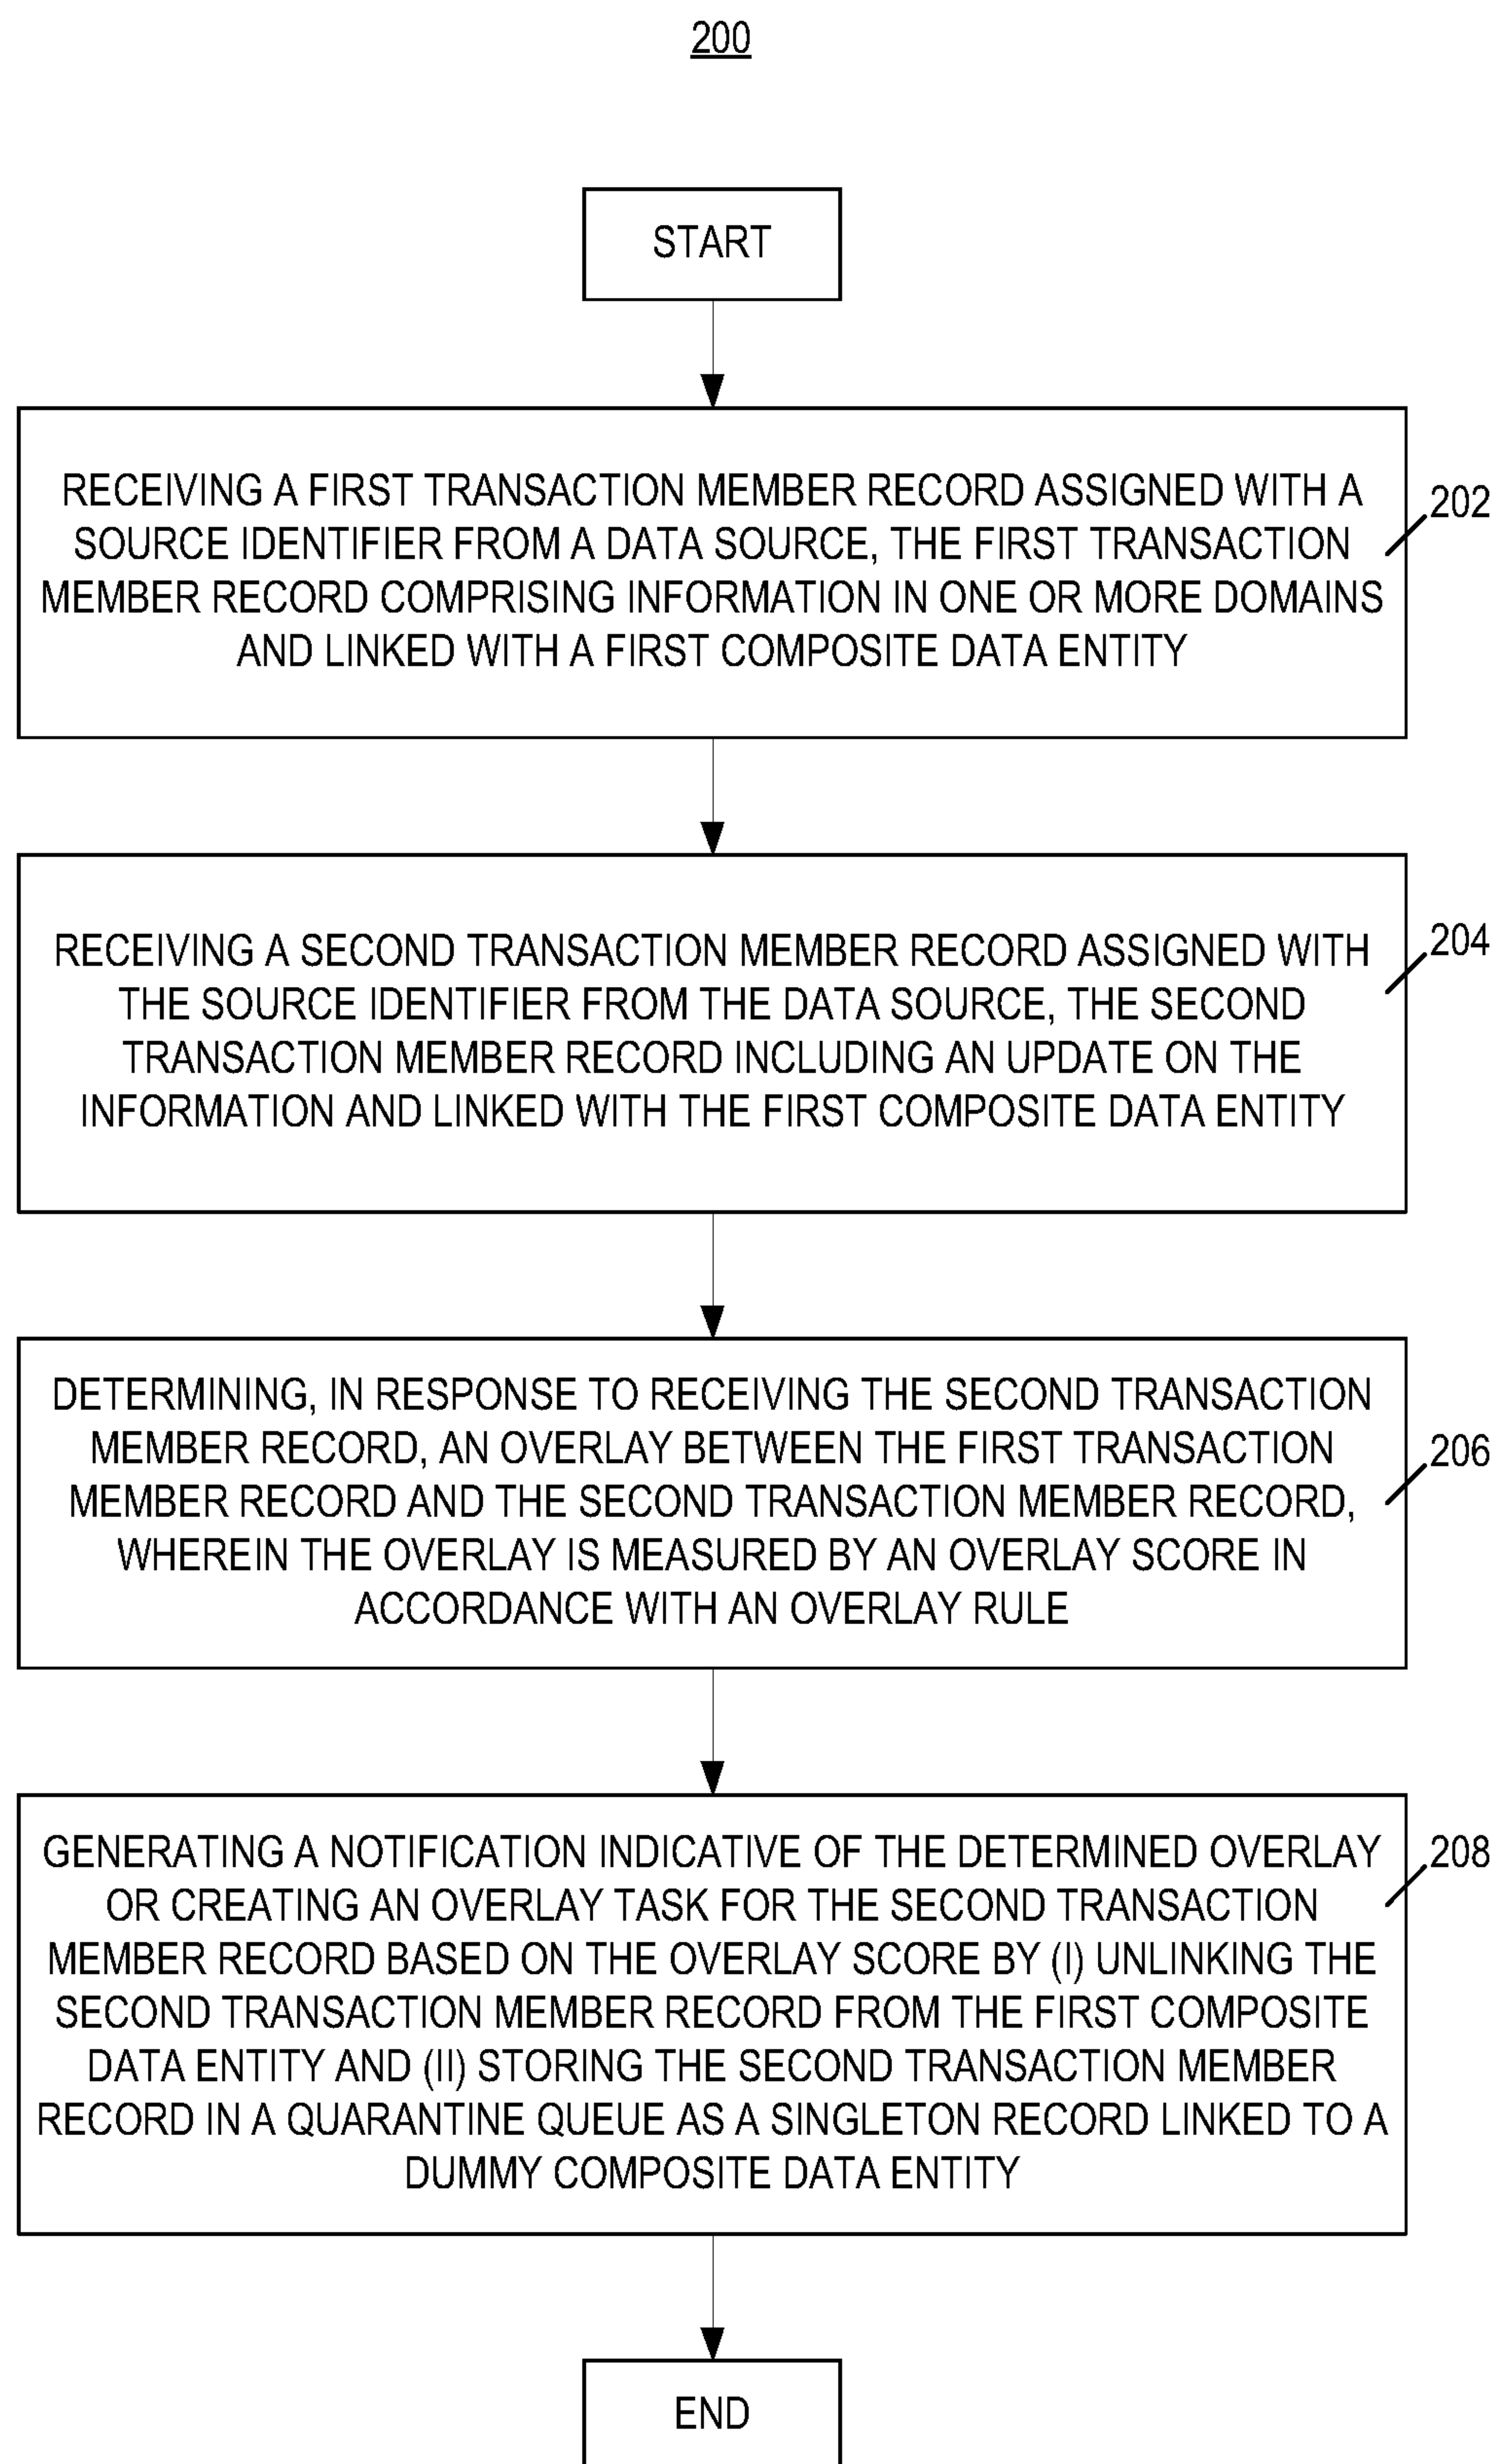 200
START
RECEIVING A FIRST TRANSACTION MEMBER RECORD ASSIGNED WITH A
SOURCE IDENTIFIER FROM A DATA SOURCE, THE FIRST TRANSACTION
MEMBER RECORD COMPRISING INFORMATION IN ONE OR MORE DOMAINS
AND LINKED WITH A FIRST COMPOSITE DATA ENTITY
202
RECEIVING A SECOND TRANSACTION MEMBER RECORD ASSIGNED WITH
THE SOURCE IDENTIFIER FROM THE DATA SOURCE, THE SECOND
TRANSACTION MEMBER RECORD INCLUDING AN UPDATE ON THE
INFORMATION AND LINKED WITH THE FIRST COMPOSITE DATA ENTITY
204
DETERMINING, IN RESPONSE TO RECEIVING THE SECOND TRANSACTION
MEMBER RECORD, AN OVERLAY BETWEEN THE FIRST TRANSACTION
MEMBER RECORD AND THE SECOND TRANSACTION MEMBER RECORD,
WHEREIN THE OVERLAY IS MEASURED BY AN OVERLAY SCORE IN
ACCORDANCE WITH AN OVERLAY RULE
206
GENERATING A NOTIFICATION INDICATIVE OF THE DETERMINED OVERLAY
OR CREATING AN OVERLAY TASK FOR THE SECOND TRANSACTION
MEMBER RECORD BASED ON THE OVERLAY SCORE BY (I) UNLINKING THE
SECOND TRANSACTION MEMBER RECORD FROM THE FIRST COMPOSITE
DATA ENTITY AND (II) STORING THE SECOND TRANSACTION MEMBER
RECORD IN A QUARANTINE QUEUE AS A SINGLETON RECORD LINKED TO A
DUMMY COMPOSITE DATA ENTITY
208
END